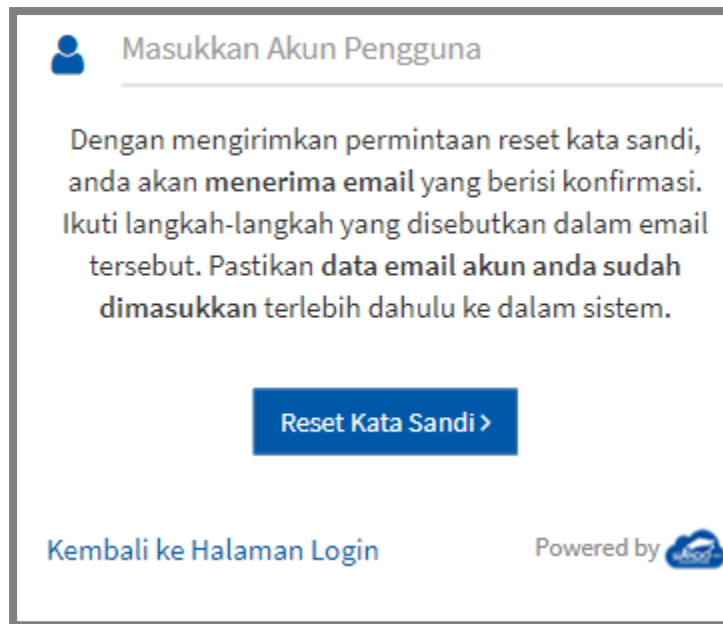 Masukkan Akun Pengguna
Dengan mengirimkan permintaan reset kata sandi,
anda akan menerima email yang berisi konfirmasi.
Ikuti langkah-langkah yang disebutkan dalam email
tersebut. Pastikan data email akun anda sudah
dimasukkan terlebih dahulu ke dalam sistem.
Reset Kata Sandi >
Kembali ke Halaman Login
Powered by